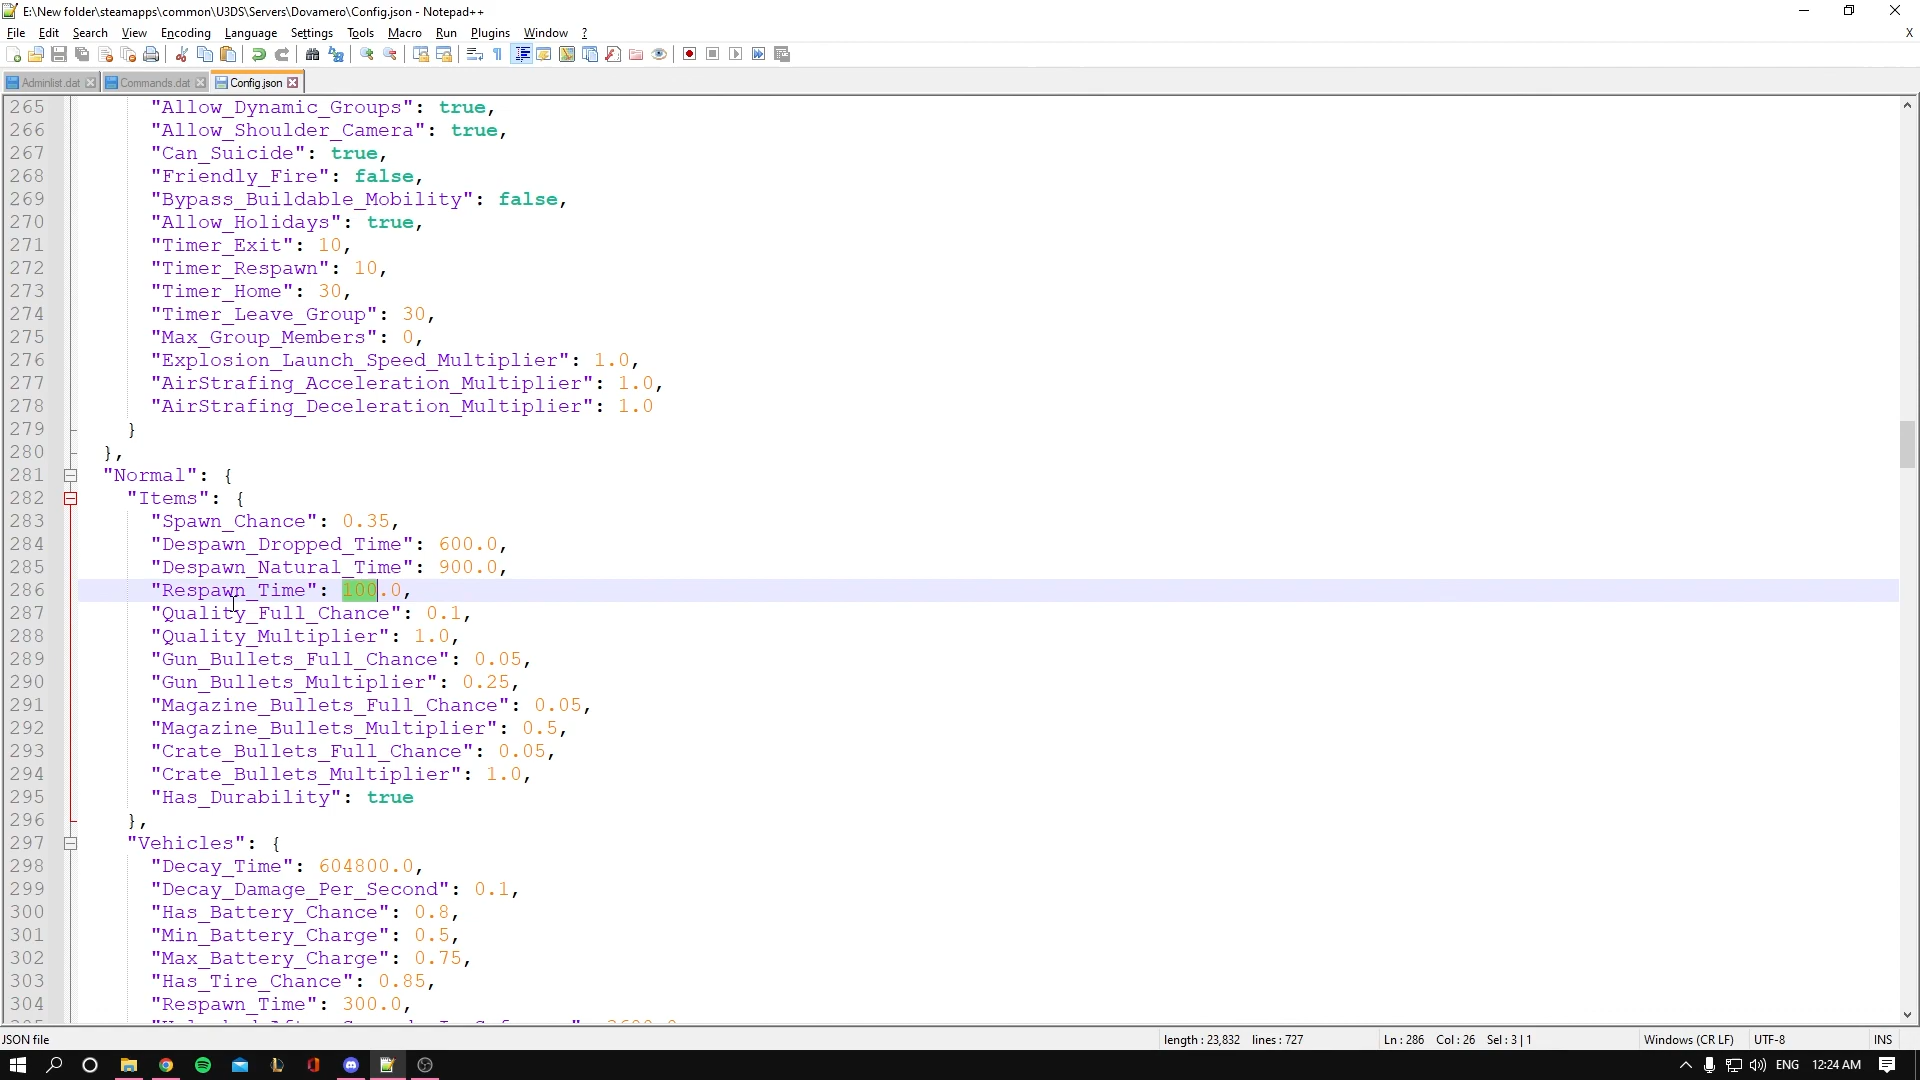 E:\New folder\steamapps\common\U3DS\Servers\Dovamero\Config.json - Notepad++
File Edit Search View Encoding Language Settings Tools Macro Run Plugins Window ? X
Adminlist.dat Commands.dat Config.json
265 "Allow_Dynamic_Groups": true,
266 "Allow_Shoulder_Camera": true,
267 "Can_Suicide": true,
268 "Friendly_Fire": false,
269 "Bypass_Buildable_Mobility": false,
270 "Allow_Holidays": true,
271 "Timer_Exit": 10,
272 "Timer_Respawn": 10,
273 "Timer_Home": 30,
274 "Timer_Leave_Group": 30,
275 "Max_Group_Members": 0,
276 "Explosion_Launch_Speed_Multiplier": 1.0,
277 "AirStrafing_Acceleration_Multiplier": 1.0,
278 "AirStrafing_Deceleration_Multiplier": 1.0
279 }
280 },
281 "Normal": {
282 "Items": {
283 "Spawn_Chance": 0.35,
284 "Despawn_Dropped_Time": 600.0,
285 "Despawn_Natural_Time": 900.0,
286 "Respawn_Time": 100.0,
287 "Quality_Full_Chance": 0.1,
288 "Quality_Multiplier": 1.0,
289 "Gun_Bullets_Full_Chance": 0.05,
290 "Gun_Bullets_Multiplier": 0.25,
291 "Magazine_Bullets_Full_Chance": 0.05,
292 "Magazine_Bullets_Multiplier": 0.5,
293 "Crate_Bullets_Full_Chance": 0.05,
294 "Crate_Bullets_Multiplier": 1.0,
295 "Has_Durability": true
296 },
297 "Vehicles": {
298 "Decay_Time": 604800.0,
299 "Decay_Damage_Per_Second": 0.1,
300 "Has_Battery_Chance": 0.8,
301 "Min_Battery_Charge": 0.5,
302 "Max_Battery_Charge": 0.75,
303 "Has_Tire_Chance": 0.85,
304 "Respawn_Time": 300.0,
JSON file length : 23,832 lines : 727 Ln : 286 Col : 26 Sel : 3 | 1 Windows (CR LF) UTF-8 INS
ENG 12:24 AM